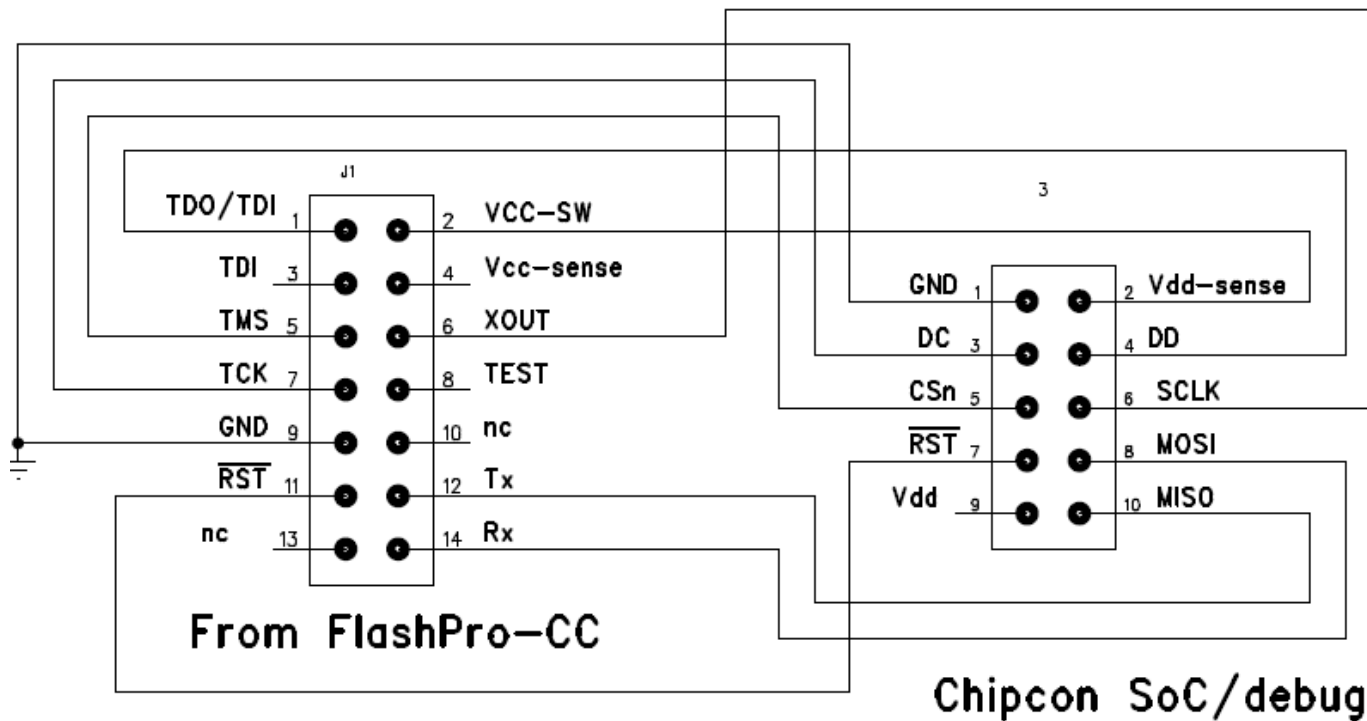 J1
3
TDO/TDI 1 2 VCC-SW
TDI 3 4 Vcc-sense
TMS 5 6 XOUT
TCK 7 8 TEST
GND 9 10 nc
RST 11 12 Tx
nc 13 14 Rx
From FlashPro-CC
GND 1 2 Vdd-sense
DC 3 4 DD
CSn 5 6 SCLK
RST 7 8 MOSI
Vdd 9 10 MISO
Chipcon SoC/debug